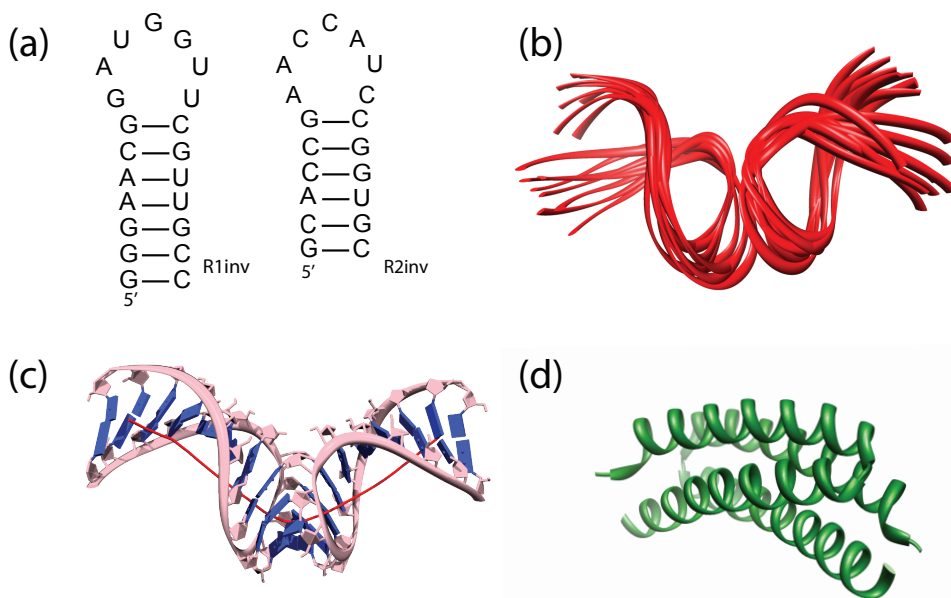 (a)
U G G
A U
G U
G — C
C — G
A — U
A — U
G — G
G — C
G — C
5′
R1inv
C C
A A
A U
C
G — C
C — G
C — G
A — U
C — G
G — C
5′
R2inv
(b)
(c)
(d)